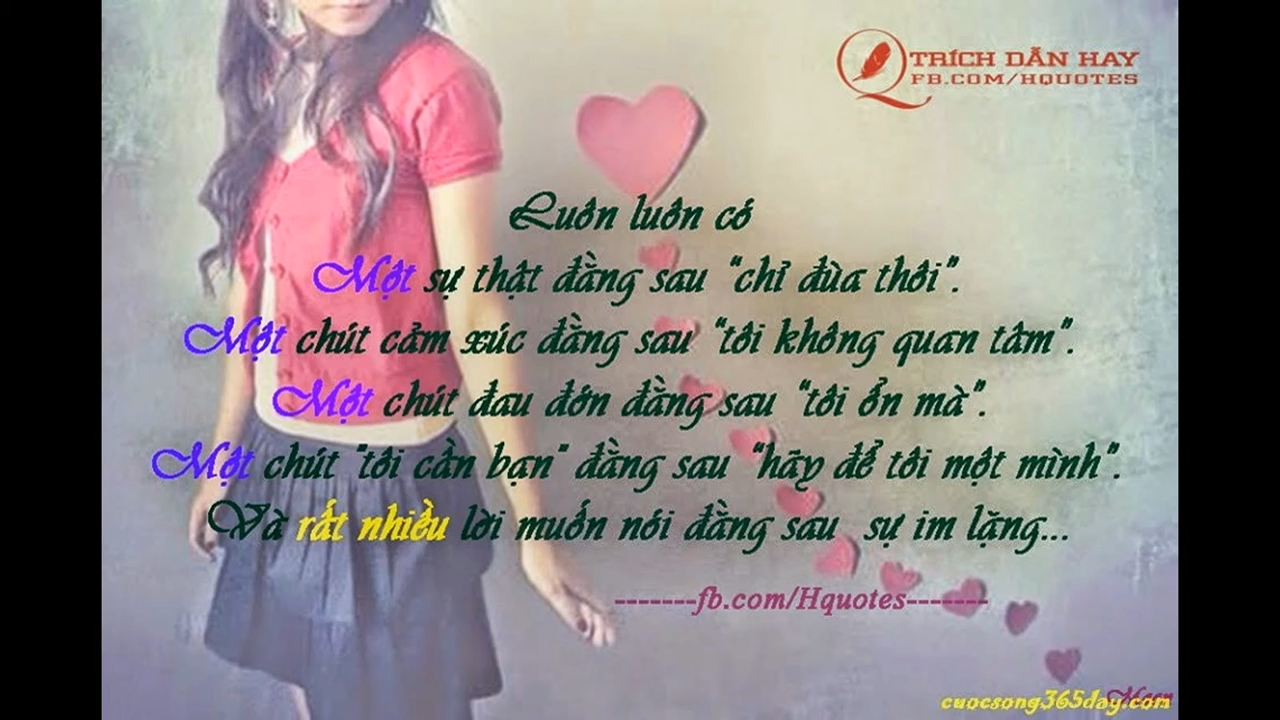 TRÍCH DẪN HAY
FB.COM/HQUOTES
Luôn luôn có
Một sự thật đằng sau "chỉ đùa thôi".
Một chút cảm xúc đằng sau "tôi không quan tâm".
Một chút đau đớn đằng sau "tôi ổn mà".
Một chút "tôi cần bạn" đằng sau "hãy để tôi một mình".
Và rất nhiều lời muốn nói đằng sau sự im lặng...
-------fb.com/Hquotes-------
cuocsong365day.com